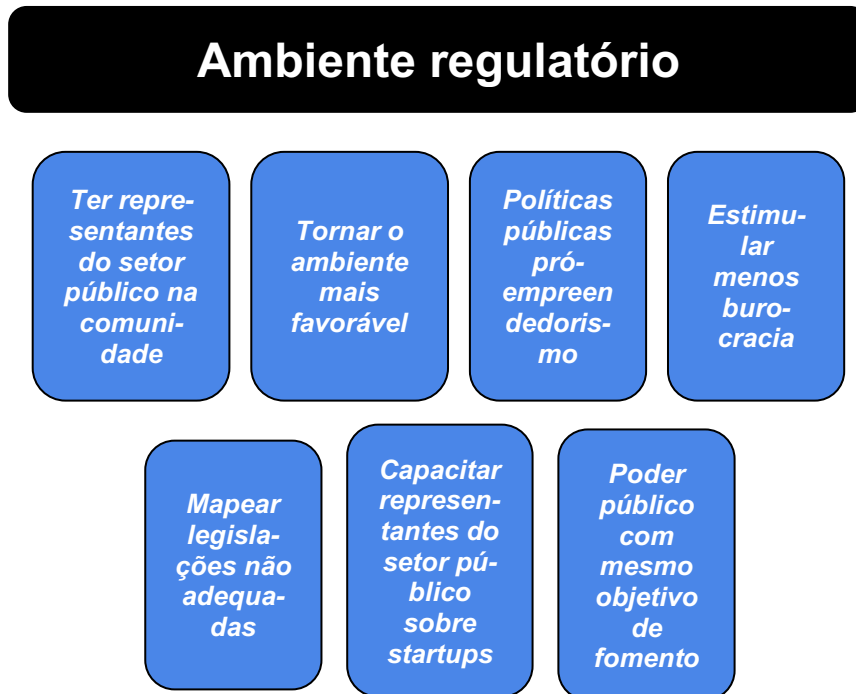 Ambiente regulatório
Ter repre-
sentantes
do setor
público na
comuni-
dade
Tornar o
ambiente
mais
favorável
Políticas
públicas
pró-
empreen
dedoris-
mo
Estimu-
lar
menos
buro-
cracia
Mapear
legisla-
ções não
adequa-
das
Capacitar
represen-
tantes do
setor pú-
blico
sobre
startups
Poder
público
com
mesmo
objetivo
de
fomento